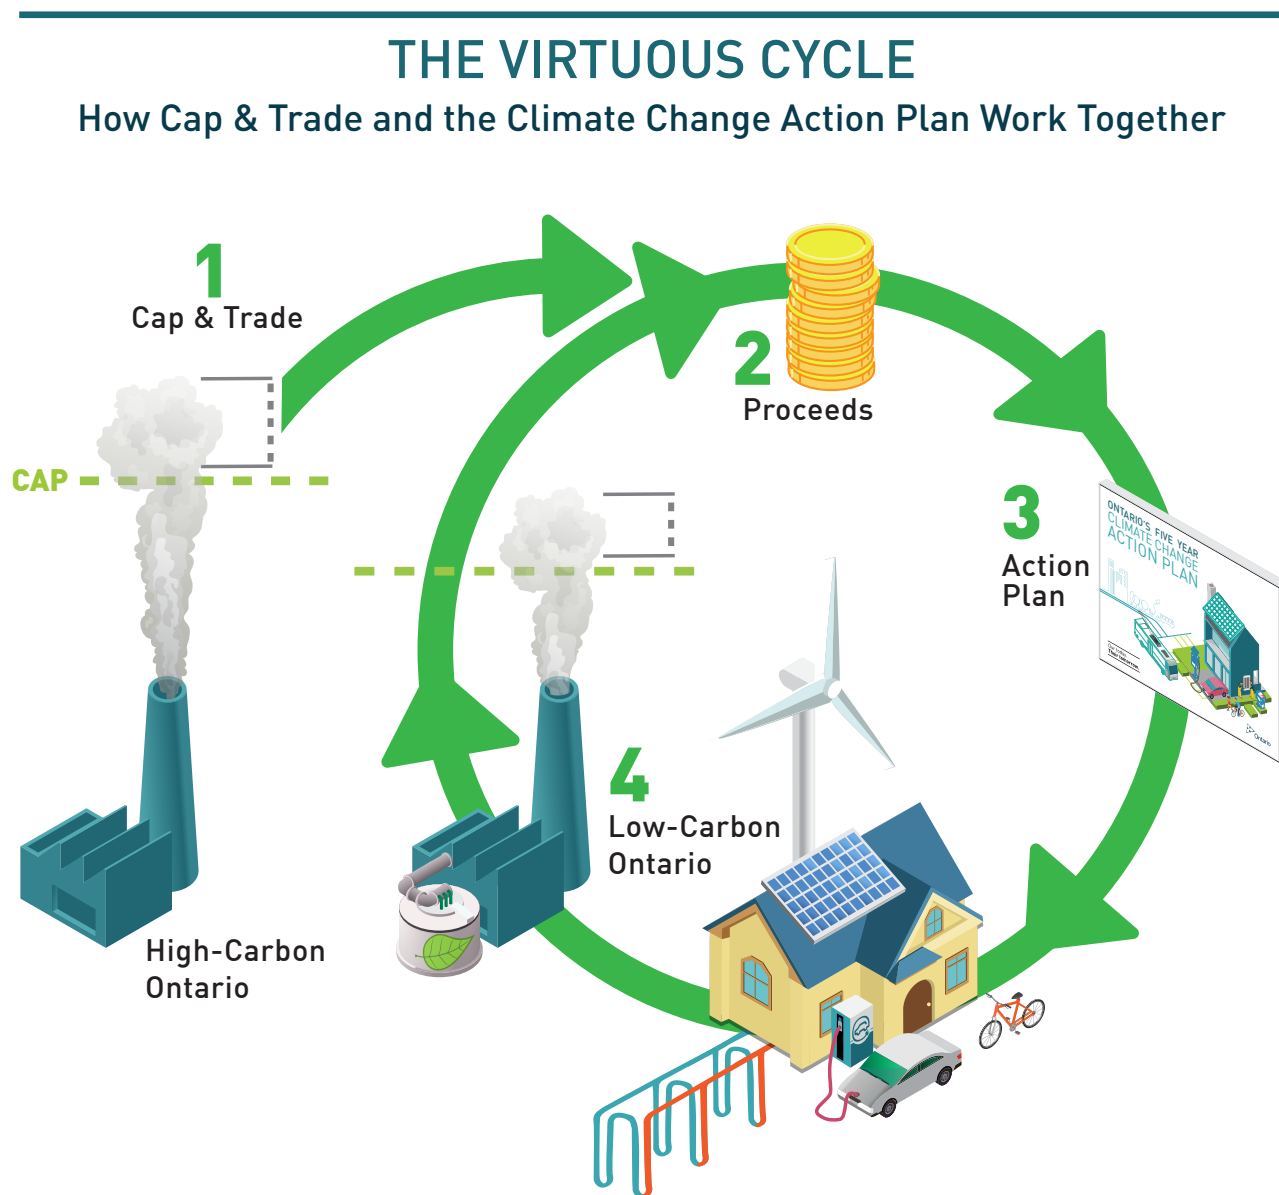 THE VIRTUOUS CYCLE
How Cap & Trade and the Climate Change Action Plan Work Together
1
Cap & Trade
CAP
High-Carbon
Ontario
2
Proceeds
3
Action
Plan
ONTARIO'S FIVE YEAR
CLIMATE CHANGE
ACTION PLAN
Ontario
4
Low-Carbon
Ontario